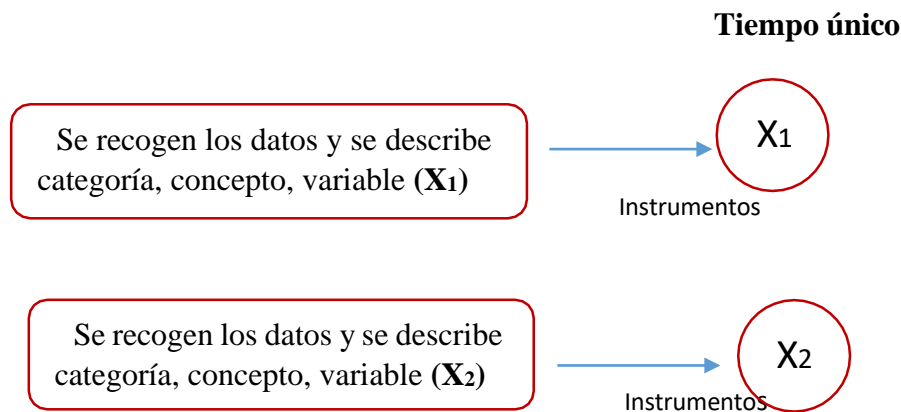 Tiempo único
Se recogen los datos y se describe
categoría, concepto, variable (X1)
X1
Instrumentos
Se recogen los datos y se describe
categoría, concepto, variable (X2)
X2
Instrumentos